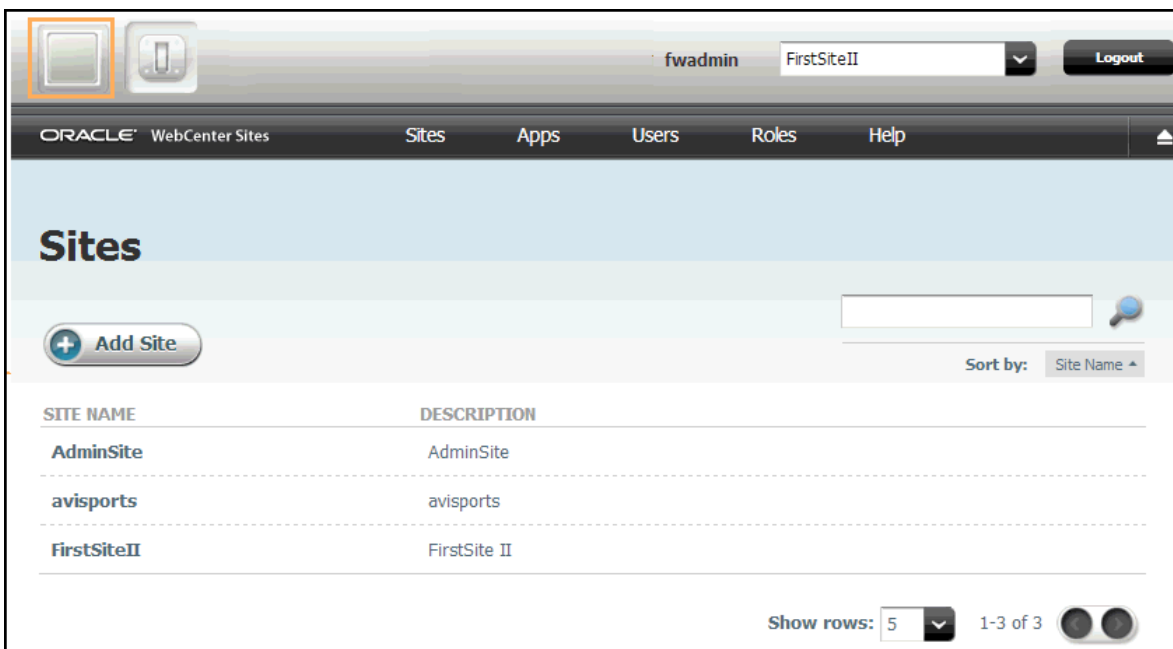 fwadmin FirstSiteII Logout
ORACLE WebCenter Sites Sites Apps Users Roles Help
Sites
Add Site
Sort by: Site Name
SITE NAME DESCRIPTION
AdminSite AdminSite
avisports avisports
FirstSiteII FirstSite II
Show rows: 5 1-3 of 3